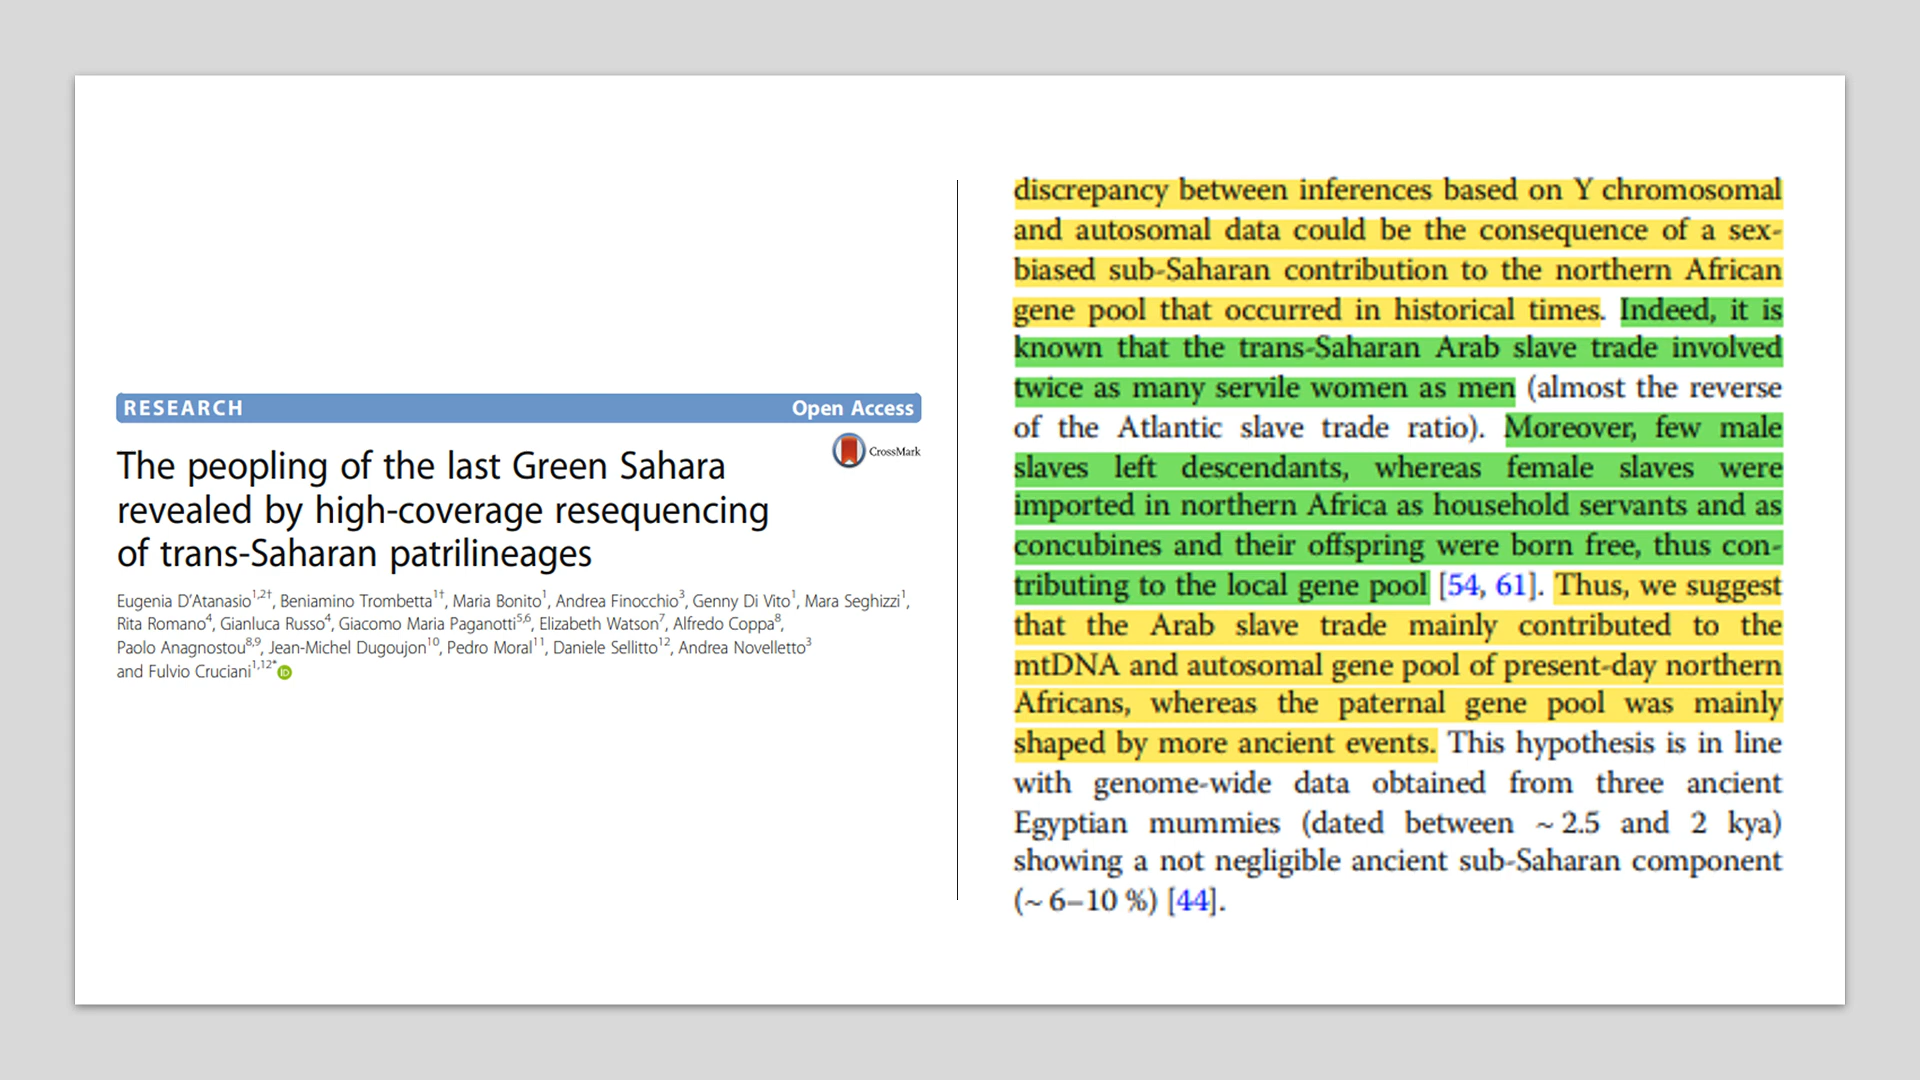 RESEARCH Open Access
CrossMark
The peopling of the last Green Sahara
revealed by high-coverage resequencing
of trans-Saharan patrilineages
Eugenia D'Atanasio1,2†, Beniamino Trombetta1†, Maria Bonito1, Andrea Finocchio3, Genny Di Vito1, Mara Seghizzi1,
Rita Romano4, Gianluca Russo4, Giacomo Maria Paganotti5,6, Elizabeth Watson7, Alfredo Coppa8,
Paolo Anagnostou8,9, Jean-Michel Dugoujon10, Pedro Moral11, Daniele Sellitto12, Andrea Novelletto3
and Fulvio Cruciani1,12* iD
discrepancy between inferences based on Y chromosomal
and autosomal data could be the consequence of a sex-
biased sub-Saharan contribution to the northern African
gene pool that occurred in historical times. Indeed, it is
known that the trans-Saharan Arab slave trade involved
twice as many servile women as men (almost the reverse
of the Atlantic slave trade ratio). Moreover, few male
slaves left descendants, whereas female slaves were
imported in northern Africa as household servants and as
concubines and their offspring were born free, thus con-
tributing to the local gene pool [54, 61]. Thus, we suggest
that the Arab slave trade mainly contributed to the
mtDNA and autosomal gene pool of present-day northern
Africans, whereas the paternal gene pool was mainly
shaped by more ancient events. This hypothesis is in line
with genome-wide data obtained from three ancient
Egyptian mummies (dated between ~ 2.5 and 2 kya)
showing a not negligible ancient sub-Saharan component
(~ 6–10 %) [44].